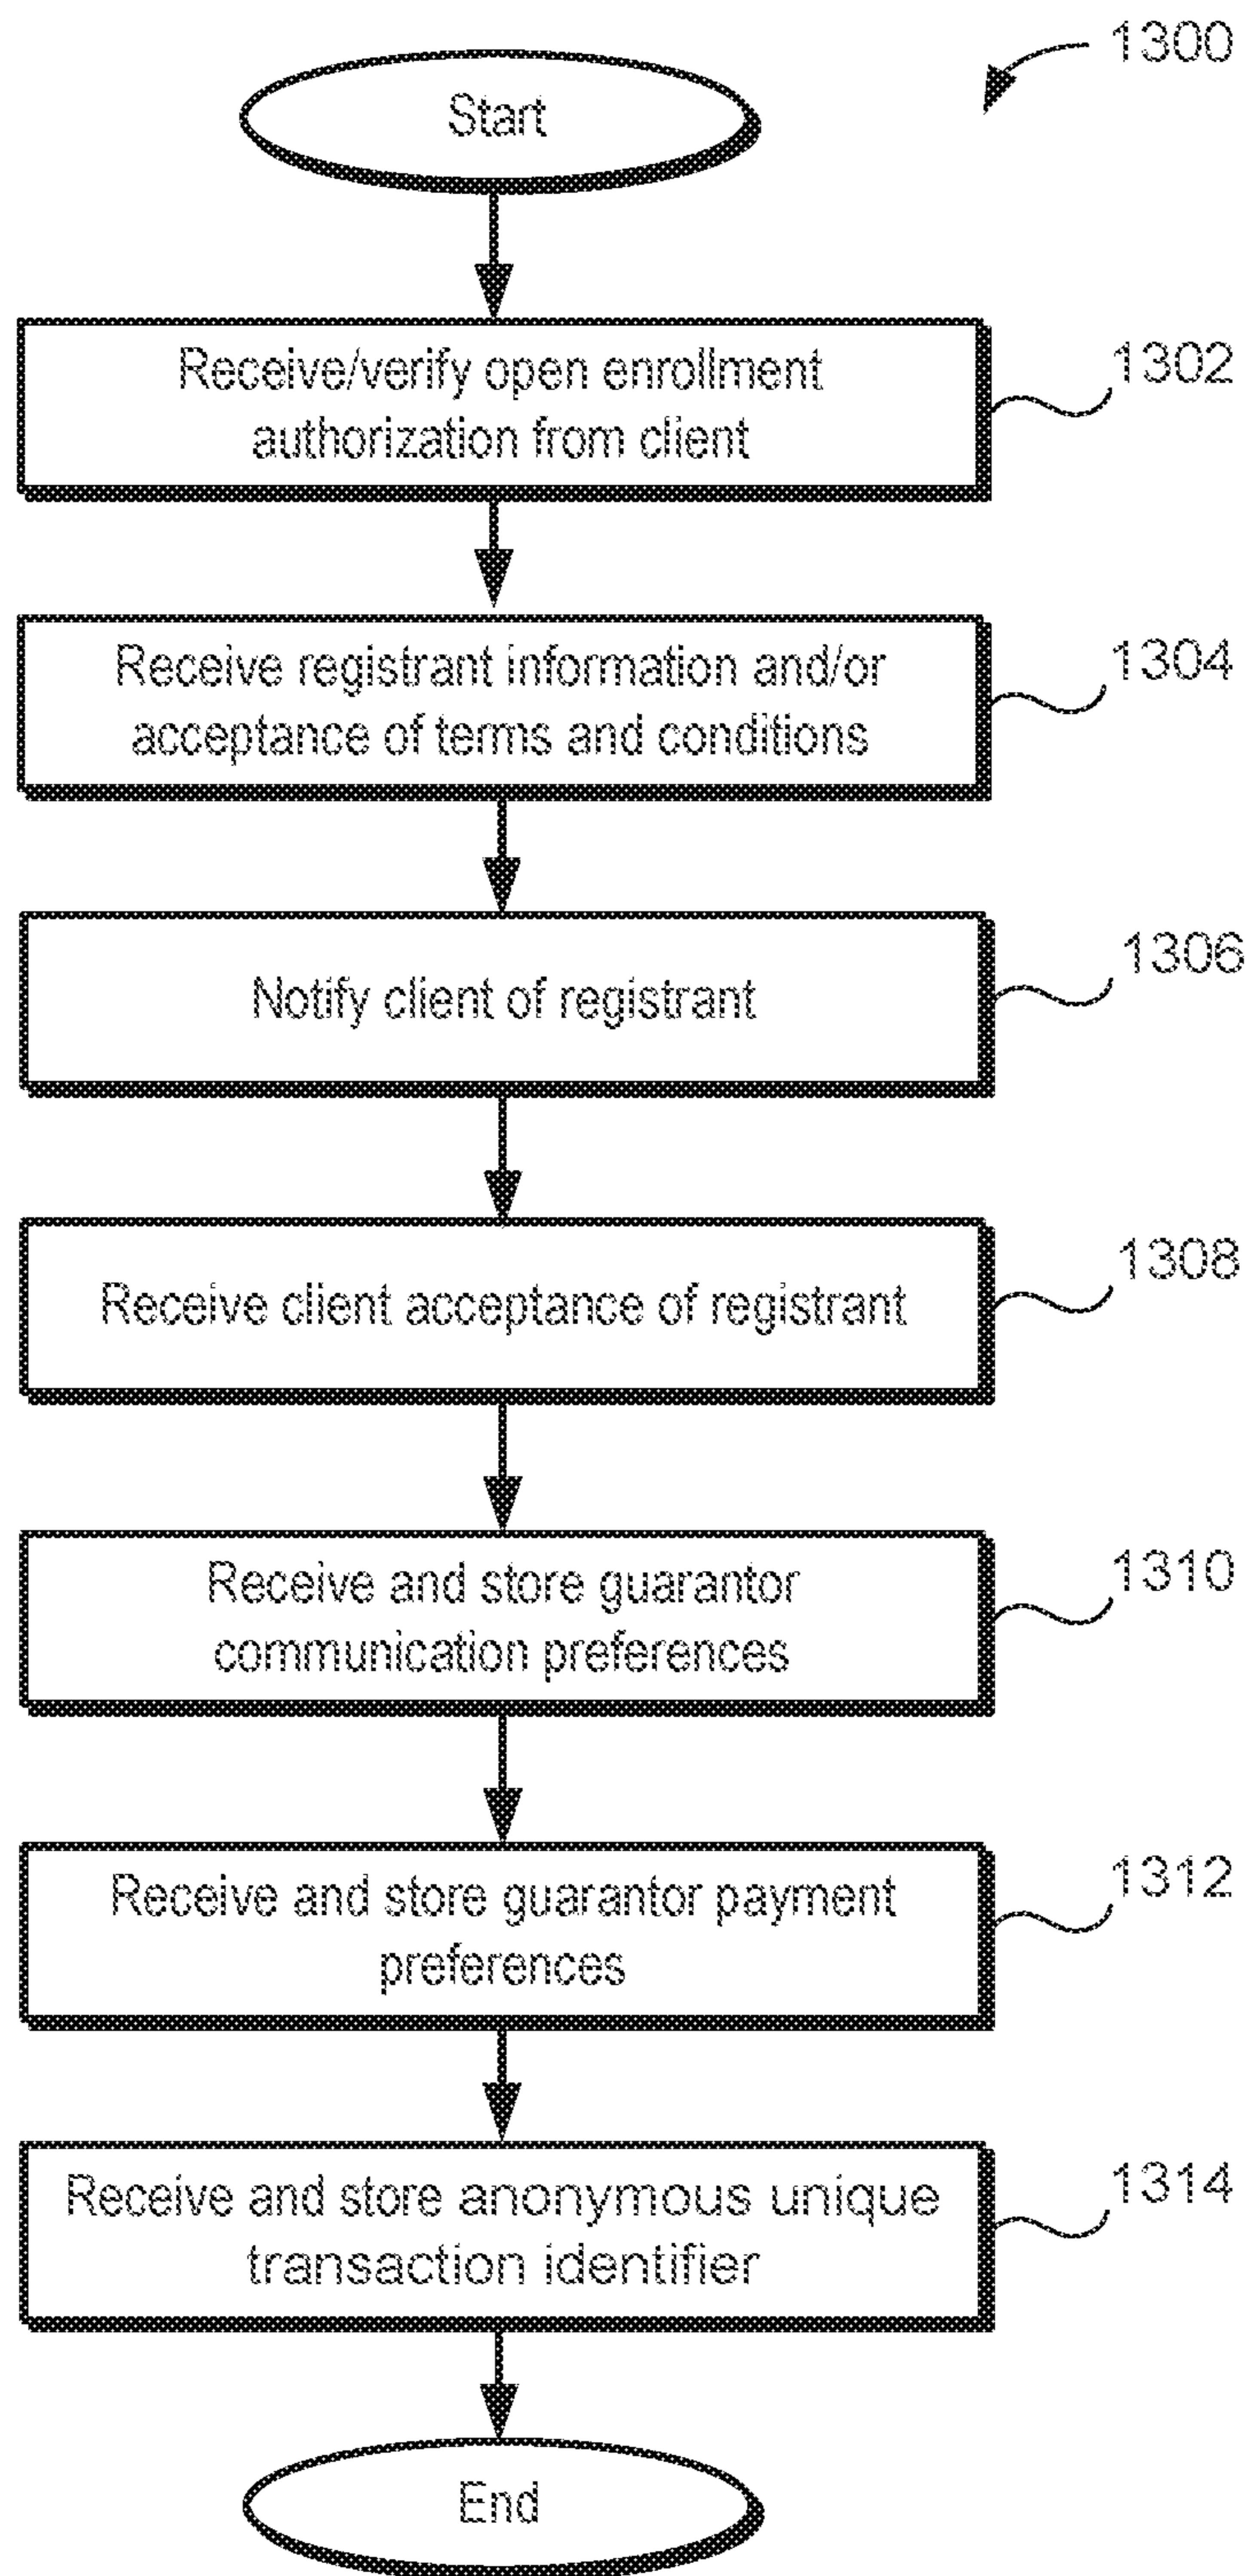 1300
Start
Receive/verify open enrollment
authorization from client
1302
Receive registrant information and/or
acceptance of terms and conditions
1304
Notify client of registrant
1306
Receive client acceptance of registrant
1308
Receive and store guarantor
communication preferences
1310
Receive and store guarantor payment
preferences
1312
Receive and store anonymous unique
transaction identifier
1314
End